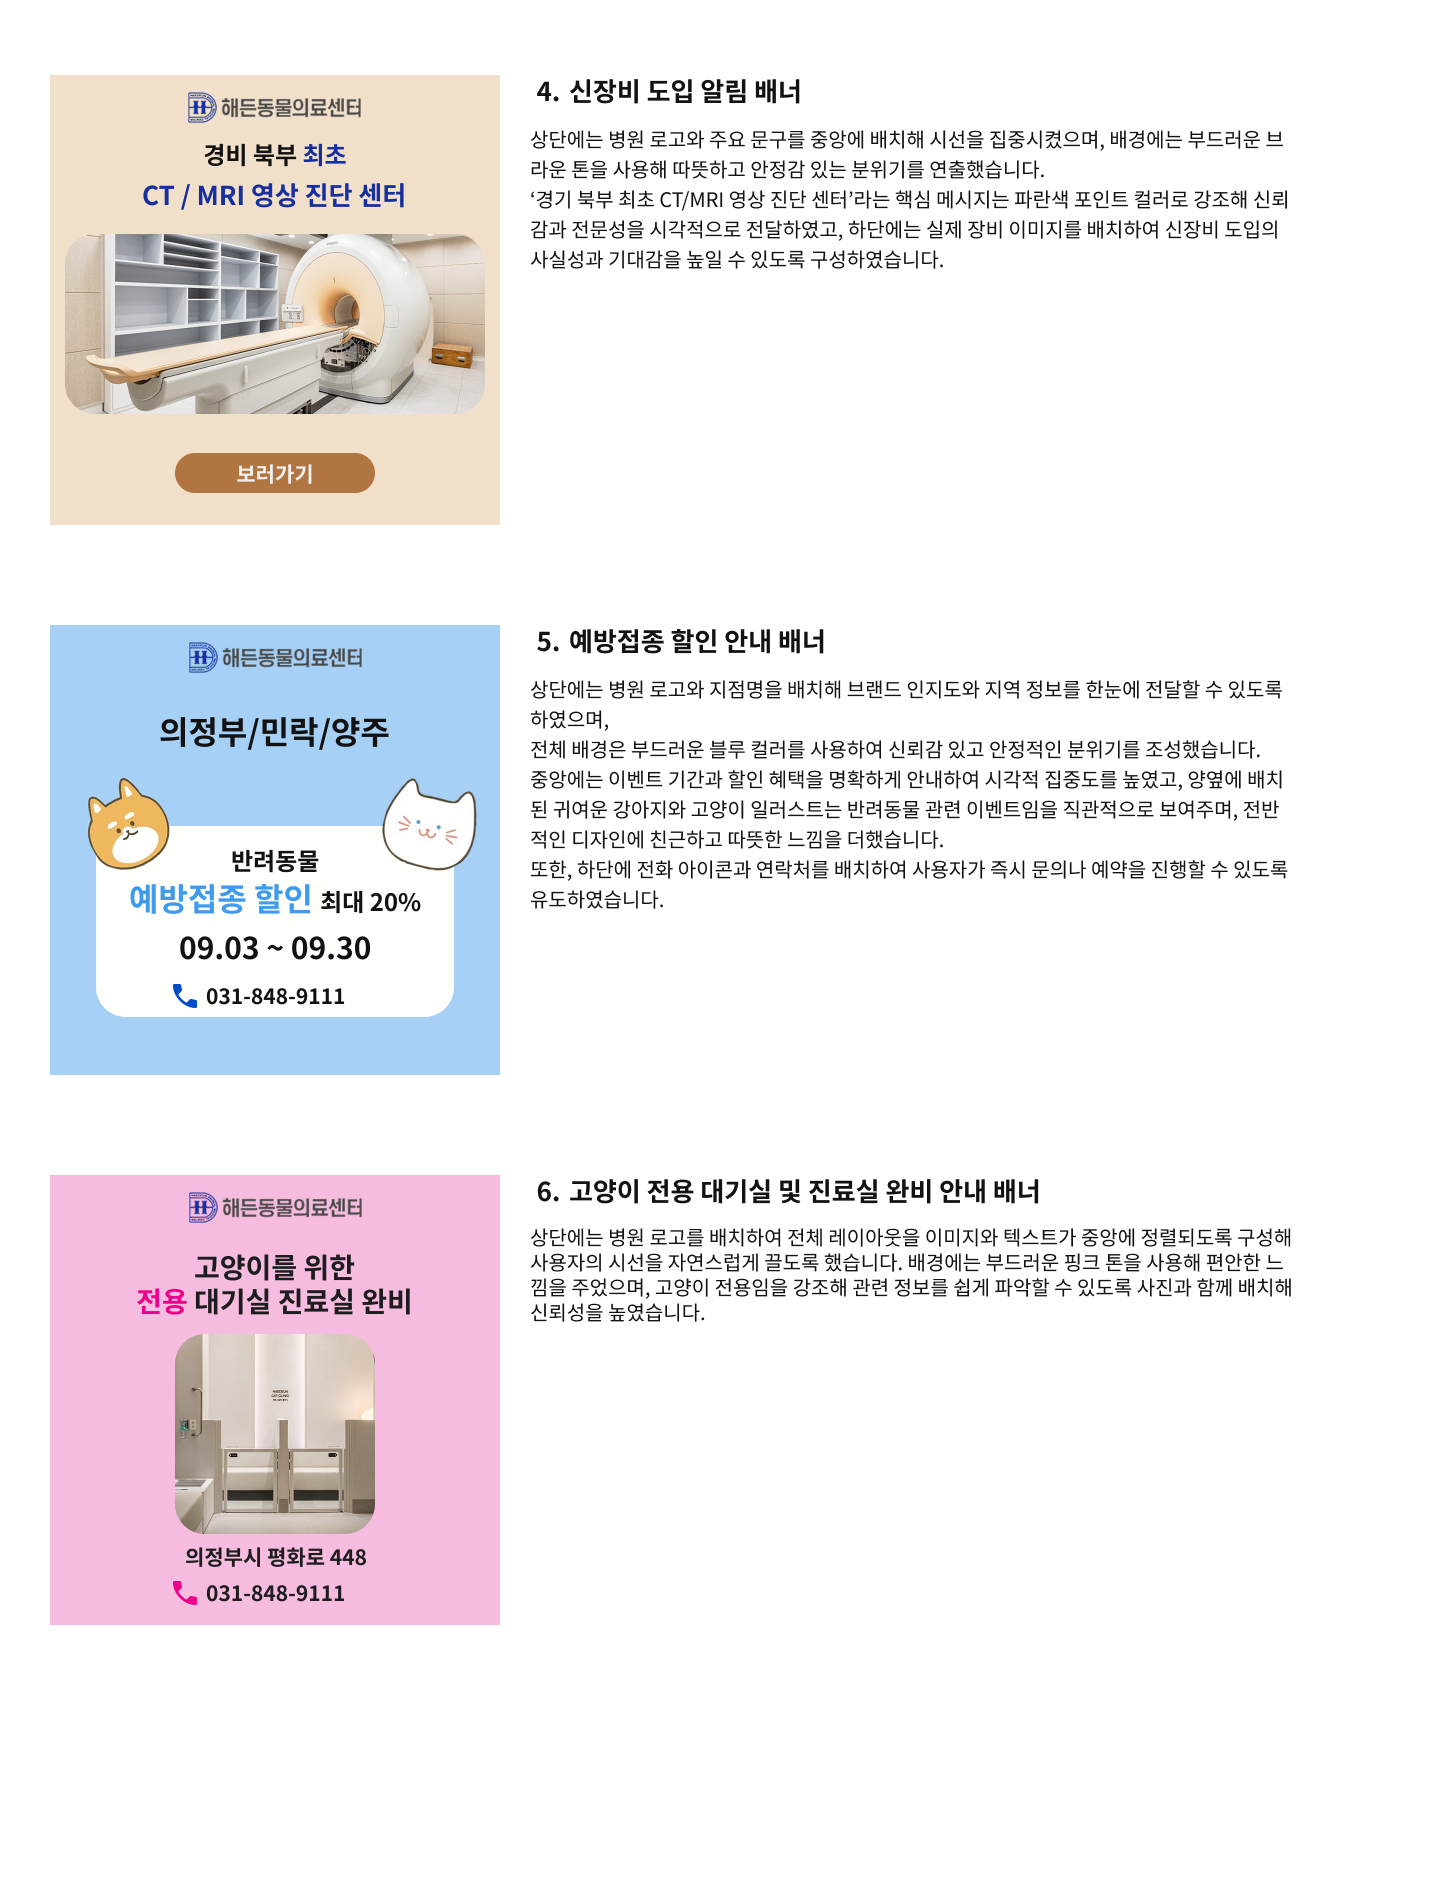 해든동물의료센터
경비 북부 최초
CT / MRI 영상 진단 센터
보러가기
4. 신장비 도입 알림 배너
상단에는 병원 로고와 주요 문구를 중앙에 배치해 시선을 집중시켰으며, 배경에는 부드러운 브
라운 톤을 사용해 따뜻하고 안정감 있는 분위기를 연출했습니다.
‘경기 북부 최초 CT/MRI 영상 진단 센터’라는 핵심 메시지는 파란색 포인트 컬러로 강조해 신뢰
감과 전문성을 시각적으로 전달하였고, 하단에는 실제 장비 이미지를 배치하여 신장비 도입의
사실성과 기대감을 높일 수 있도록 구성하였습니다.
해든동물의료센터
의정부/민락/양주
반려동물
예방접종 할인 최대 20%
09.03 ~ 09.30
031-848-9111
5. 예방접종 할인 안내 배너
상단에는 병원 로고와 지점명을 배치해 브랜드 인지도와 지역 정보를 한눈에 전달할 수 있도록
하였으며,
전체 배경은 부드러운 블루 컬러를 사용하여 신뢰감 있고 안정적인 분위기를 조성했습니다.
중앙에는 이벤트 기간과 할인 혜택을 명확하게 안내하여 시각적 집중도를 높였고, 양옆에 배치
된 귀여운 강아지와 고양이 일러스트는 반려동물 관련 이벤트임을 직관적으로 보여주며, 전반
적인 디자인에 친근하고 따뜻한 느낌을 더했습니다.
또한, 하단에 전화 아이콘과 연락처를 배치하여 사용자가 즉시 문의나 예약을 진행할 수 있도록
유도하였습니다.
해든동물의료센터
고양이를 위한
전용 대기실 진료실 완비
의정부시 평화로 448
031-848-9111
6. 고양이 전용 대기실 및 진료실 완비 안내 배너
상단에는 병원 로고를 배치하여 전체 레이아웃을 이미지와 텍스트가 중앙에 정렬되도록 구성해
사용자의 시선을 자연스럽게 끌도록 했습니다. 배경에는 부드러운 핑크 톤을 사용해 편안한 느
낌을 주었으며, 고양이 전용임을 강조해 관련 정보를 쉽게 파악할 수 있도록 사진과 함께 배치해
신뢰성을 높였습니다.